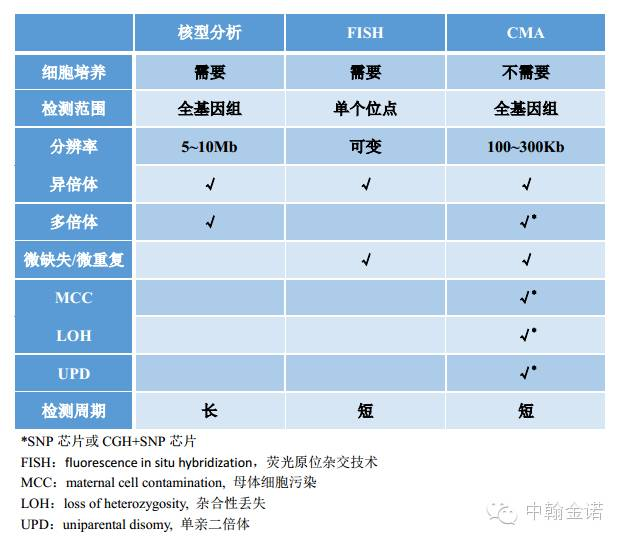 核型分析 FISH CMA
细胞培养 需要 需要 不需要
检测范围 全基因组 单个位点 全基因组
分辨率 5~10Mb 可变 100~300Kb
异倍体 √ √ √
多倍体 √ √*
微缺失/微重复 √ √
MCC √*
LOH √*
UPD √*
检测周期 长 短 短
*SNP 芯片或 CGH+SNP 芯片
FISH：fluorescence in situ hybridization，荧光原位杂交技术
MCC：maternal cell contamination, 母体细胞污染
LOH：loss of heterozygosity, 杂合性丢失
UPD：uniparental disomy, 单亲二倍体
中翰金诺